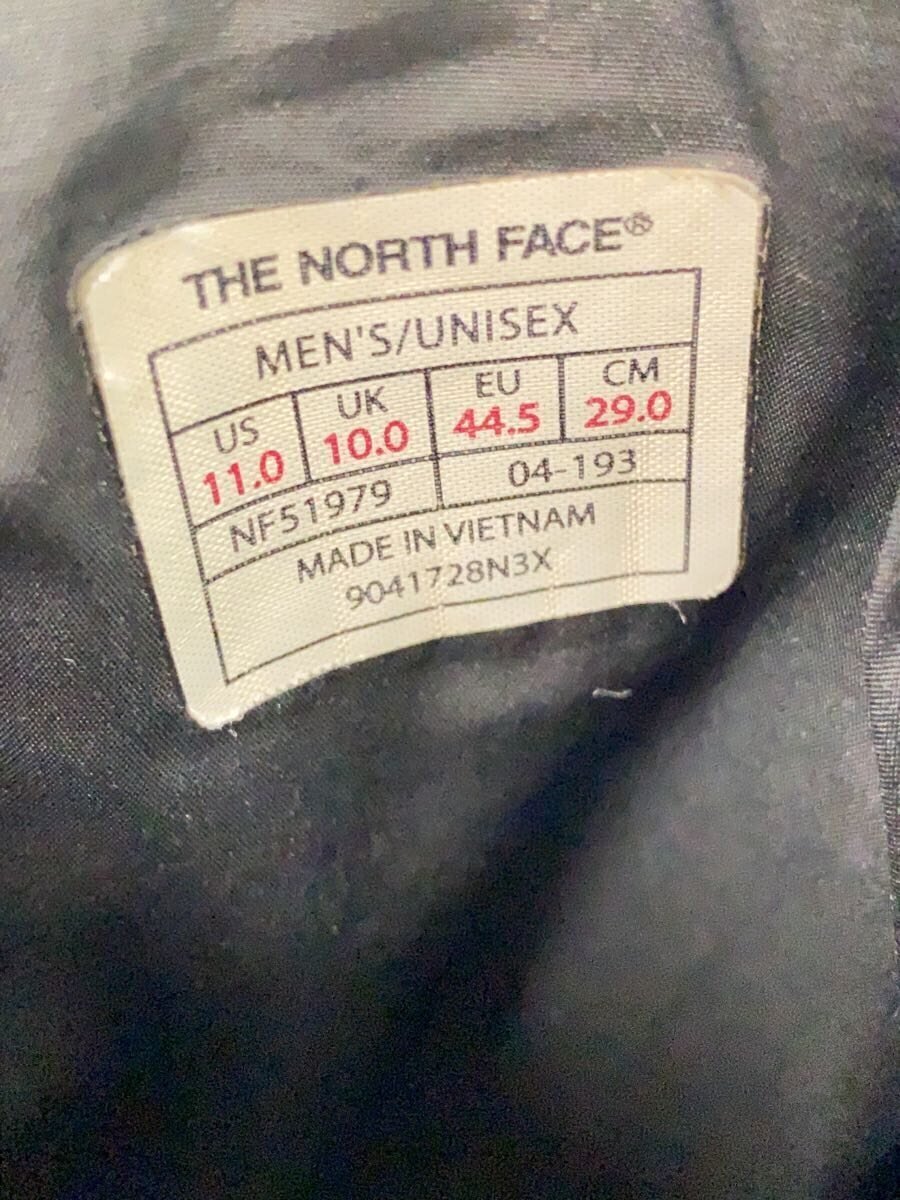 THE NORTH FACE®
MEN'S/UNISEX
US UK EU CM
11.0 10.0 44.5 29.0
NF51979 04-193
MADE IN VIETNAM
9041728N3X